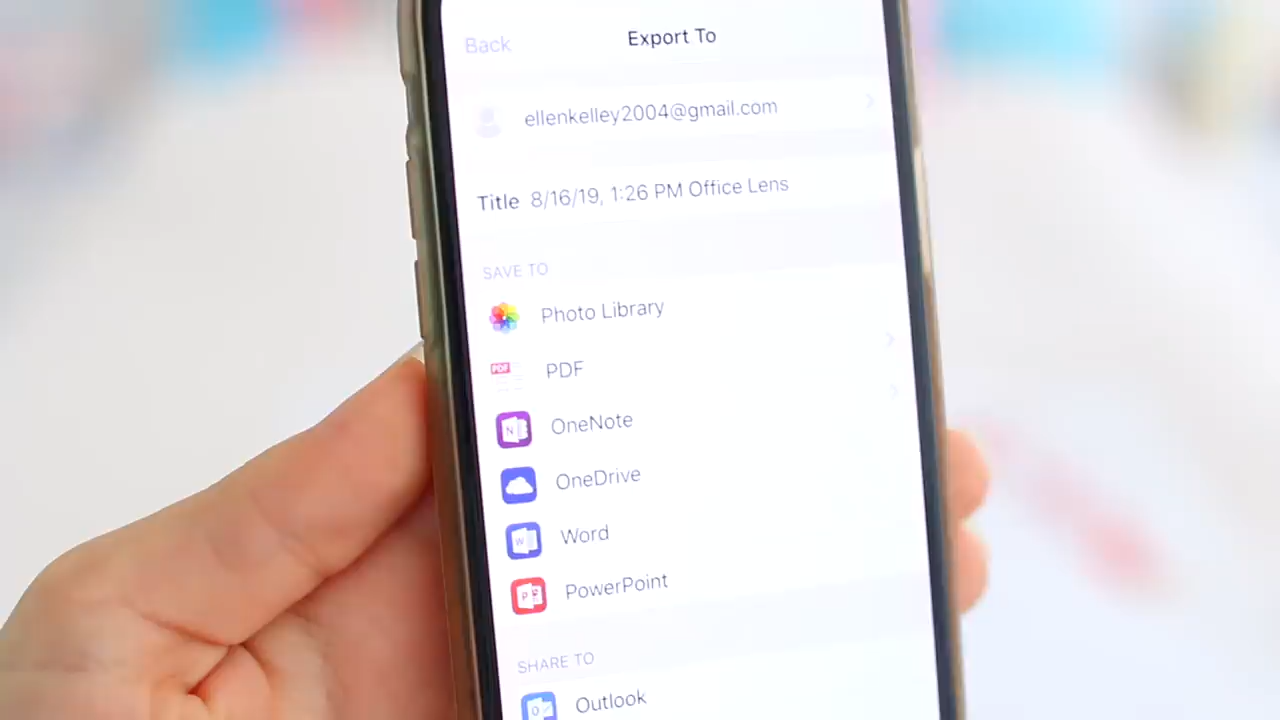 Back
Export To
ellenkelley2004@gmail.com
Title 8/16/19, 1:26 PM Office Lens
SAVE TO
Photo Library
PDF
PDF
N
OneNote
OneDrive
W
Word
P
PowerPoint
SHARE TO
O
Outlook